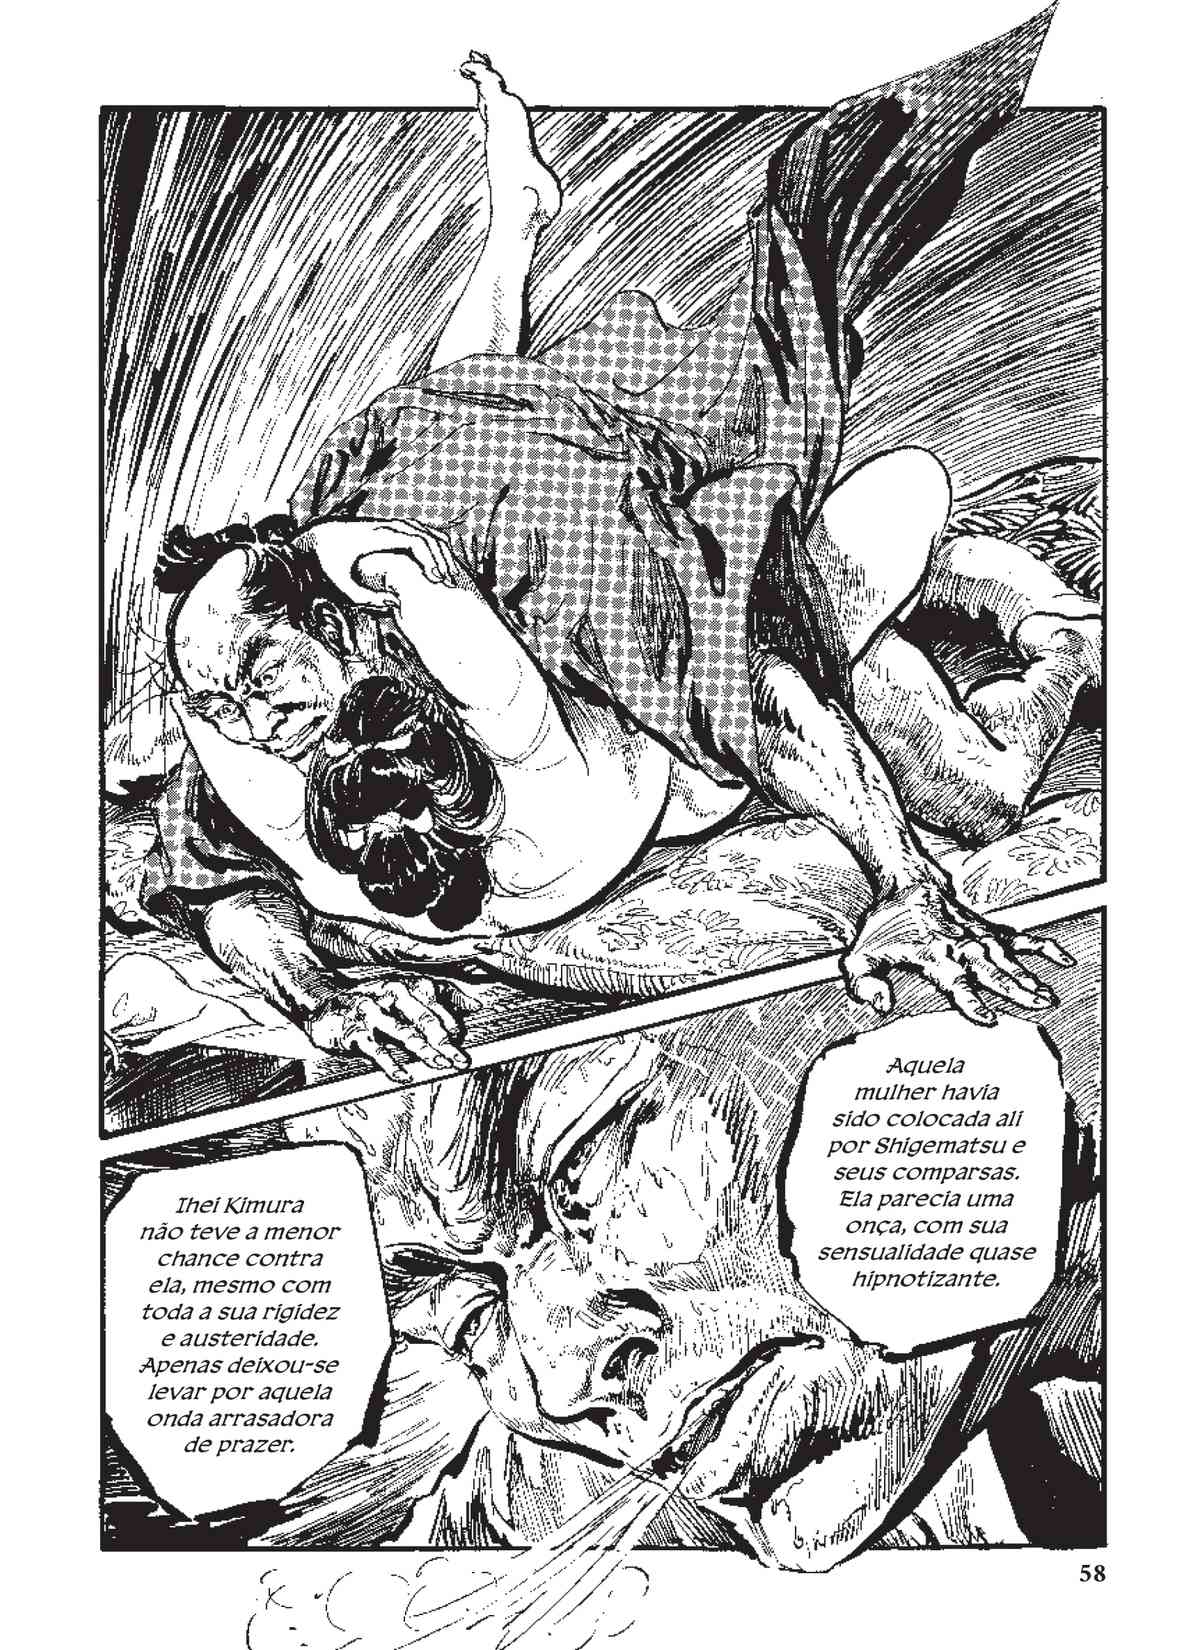 Aquela
mulher havia
sido colocada ali
por Shigematsu e
seus comparsas.
Ela parecia uma
onça, com sua
sensualidade quase
hipnotizante.
Ihei Kimura
não teve a menor
chance contra
ela, mesmo com
toda a sua rigidez
e austeridade.
Apenas deixou-se
levar por aquela
onda arrasadora
de prazer.
58